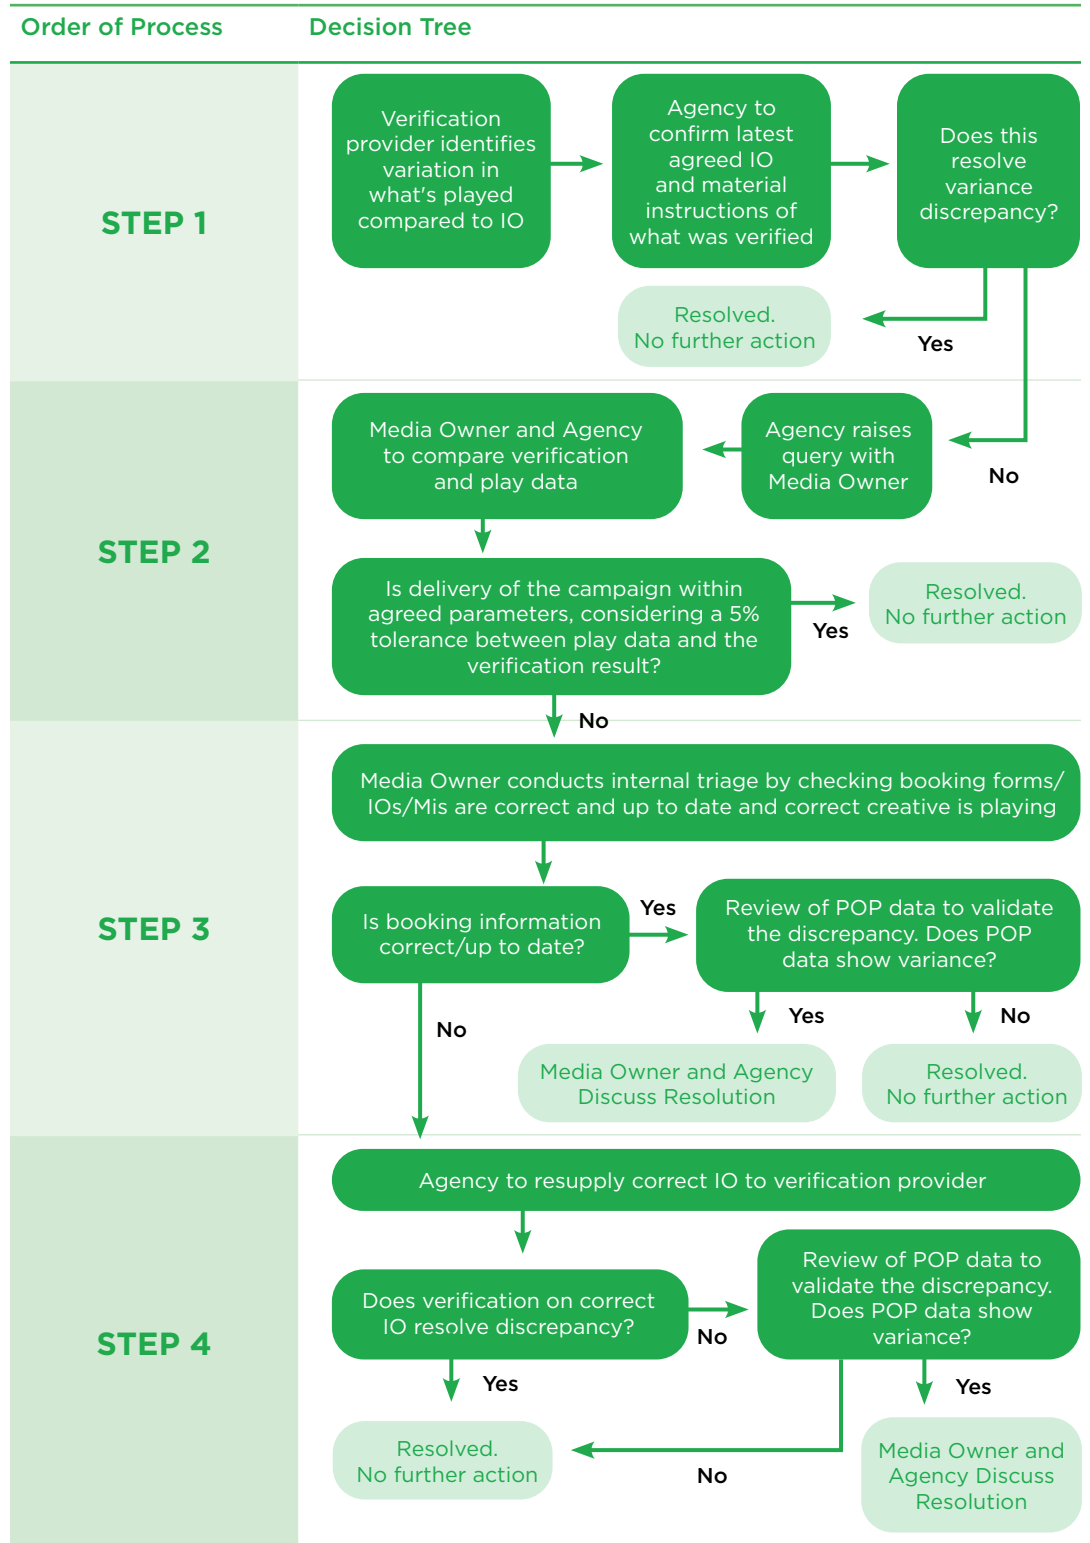 Order of Process
Decision Tree
STEP 1
Verification
provider identifies
variation in
what's played
compared to IO
Agency to
confirm latest
agreed IO
and material
instructions of
what was verified
Does this
resolve
variance
discrepancy?
Resolved.
No further action
Yes
No
STEP 2
Agency raises
query with
Media Owner
Media Owner and Agency
to compare verification
and play data
Is delivery of the campaign within
agreed parameters, considering a 5%
tolerance between play data and the
verification result?
Yes
Resolved.
No further action
No
STEP 3
Media Owner conducts internal triage by checking booking forms/
IOs/Mis are correct and up to date and correct creative is playing
Is booking information
correct/up to date?
Yes
Review of POP data to validate
the discrepancy. Does POP
data show variance?
No
Yes
No
Media Owner and Agency
Discuss Resolution
Resolved.
No further action
STEP 4
Agency to resupply correct IO to verification provider
Does verification on correct
IO resolve discrepancy?
No
Review of POP data to
validate the discrepancy.
Does POP data show
variance?
Yes
Yes
Resolved.
No further action
No
Media Owner and
Agency Discuss
Resolution